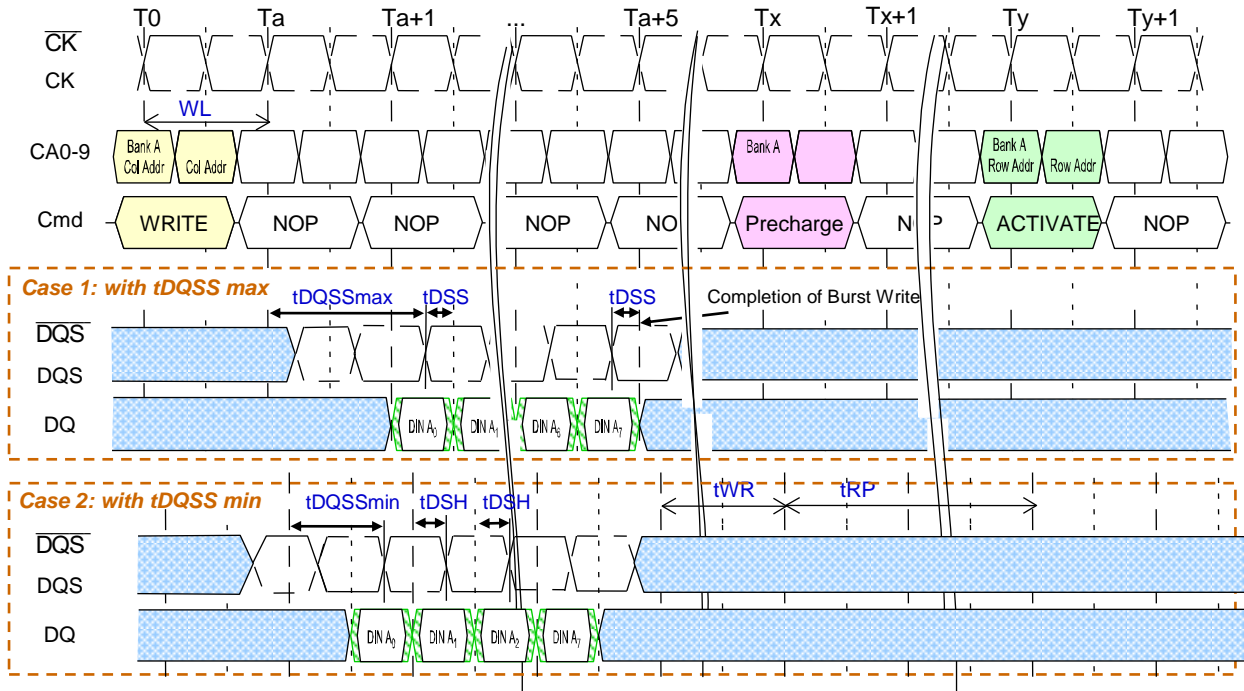 T0 Ta Ta+1 ... Ta+5 Tx Tx+1 Ty Ty+1
CK
CK
WL
CA0-9
Bank A
Col Addr
Col Addr
Bank A
Bank A
Row Addr
Row Addr
Cmd WRITE NOP NOP NOP NO Precharge N P ACTIVATE NOP
Case 1: with tDQSS max
tDQSSmax tDSS tDSS Completion of Burst Write
DQS
DQS
DQ DIN A0 DIN A1 DIN A6 DIN A7
Case 2: with tDQSS min
tDQSSmin tDSH tDSH tWR tRP
DQS
DQS
DQ DIN A0 DIN A1 DIN A2 DIN A7